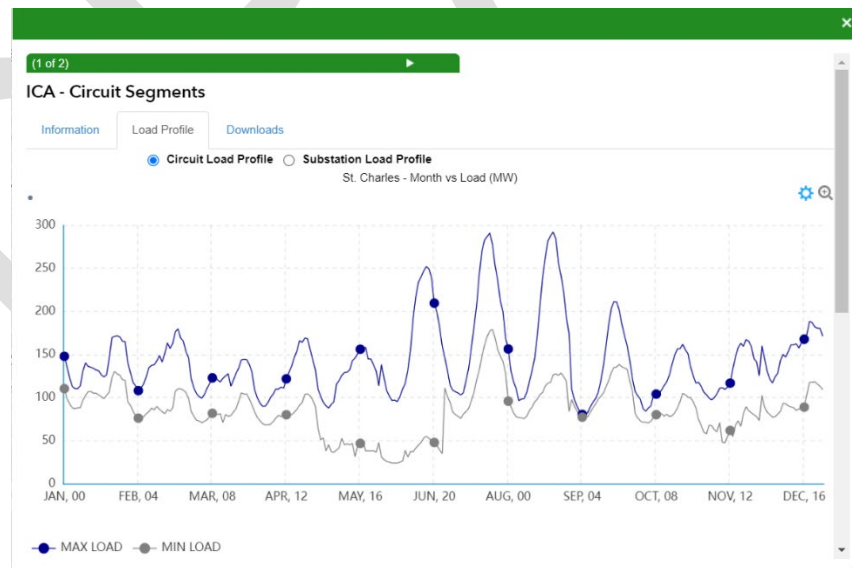 ×
(1 of 2)
ICA - Circuit Segments
Information Load Profile Downloads
Circuit Load Profile Substation Load Profile
St. Charles - Month vs Load (MW)
300
250
200
150
100
50
0
JAN, 00 FEB, 04 MAR, 08 APR, 12 MAY, 16 JUN, 20 AUG, 00 SEP, 04 OCT, 08 NOV, 12 DEC, 16
MAX LOAD MIN LOAD